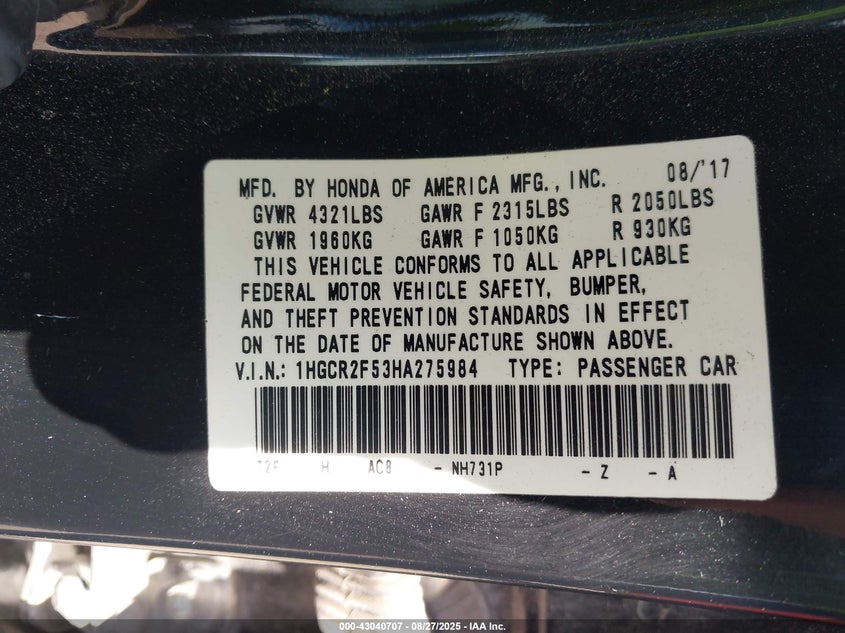 MFD. BY HONDA OF AMERICA MFG., INC. 08/'17
GVWR 4321LBS GAWR F 2315LBS R 2050LBS
GVWR 1960KG GAWR F 1050KG R 930KG
THIS VEHICLE CONFORMS TO ALL APPLICABLE
FEDERAL MOTOR VEHICLE SAFETY, BUMPER,
AND THEFT PREVENTION STANDARDS IN EFFECT
ON THE DATE OF MANUFACTURE SHOWN ABOVE.
V.I.N.: 1HGCR2F53HA275984 TYPE: PASSENGER CAR
H AC8 - NH731P - Z - A
000-43040707 - 08/27/2025 - IAA Inc.